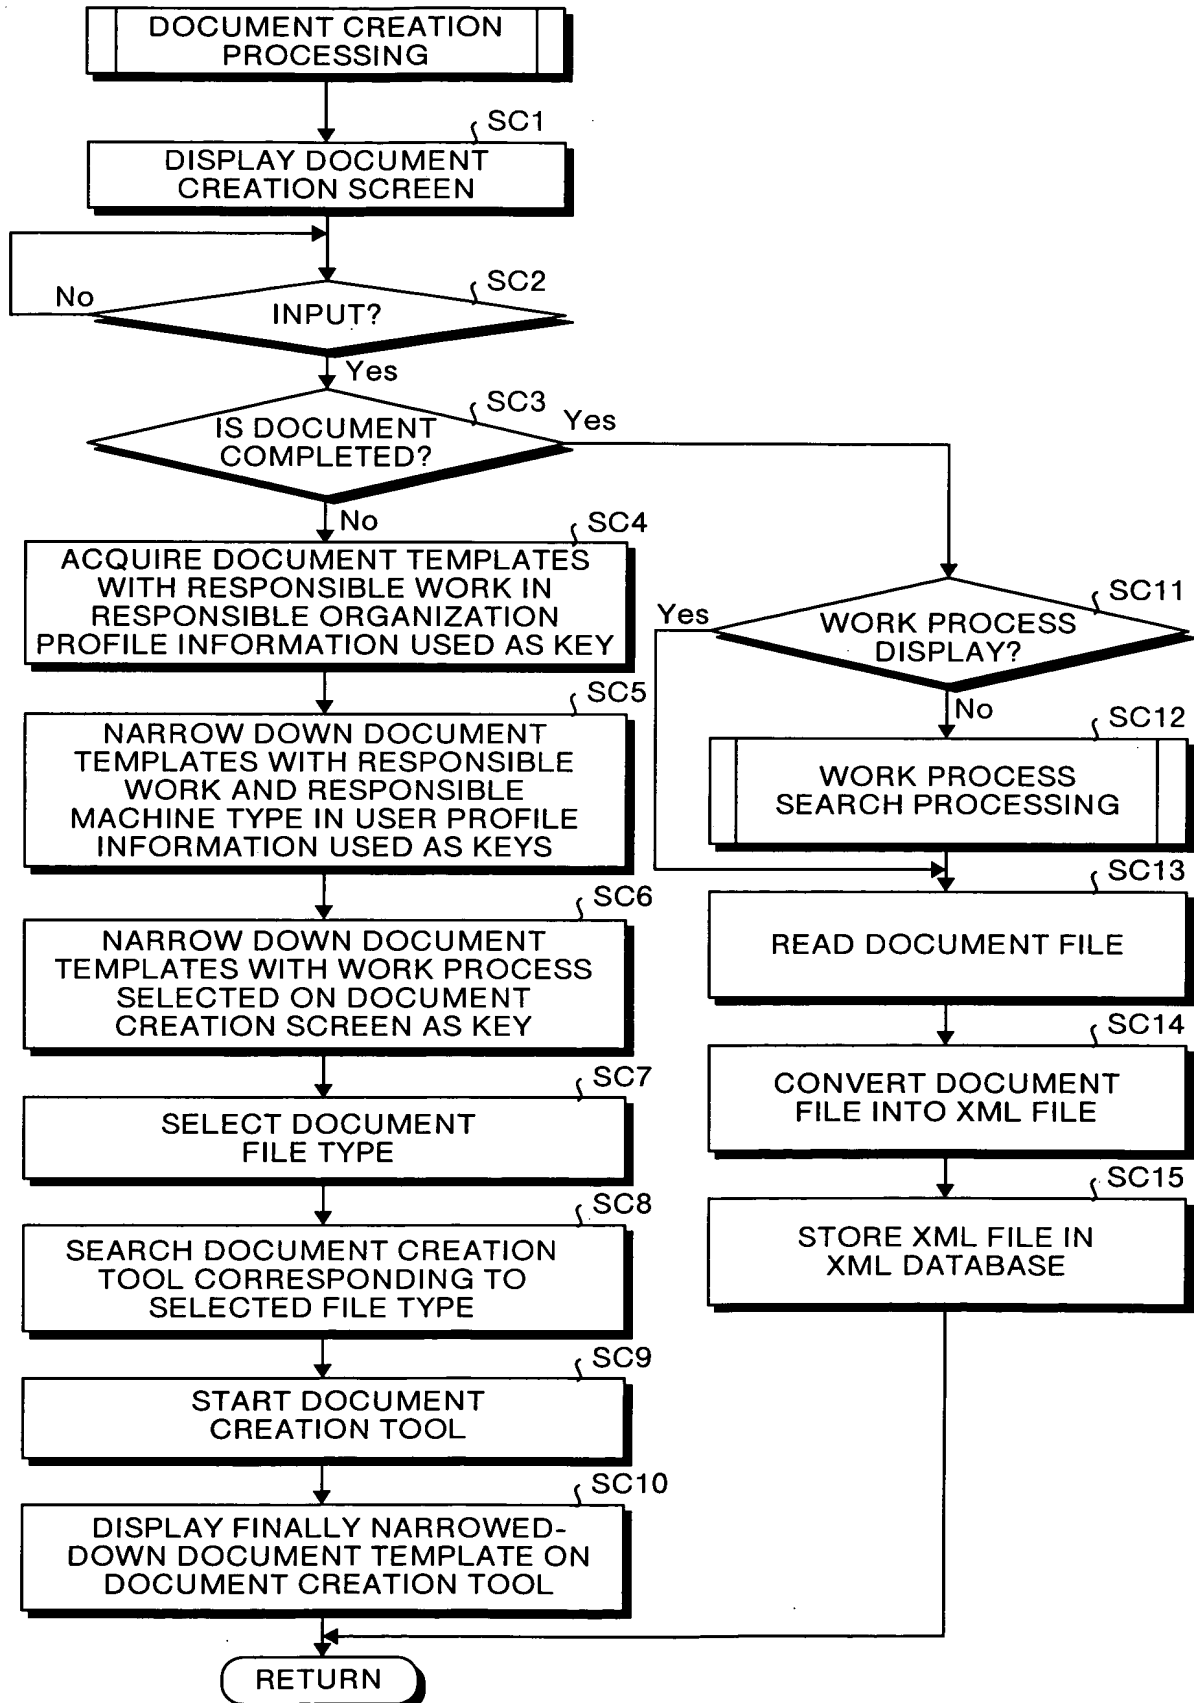 DOCUMENT CREATION
PROCESSING
SC1
DISPLAY DOCUMENT
CREATION SCREEN
SC2
No
INPUT?
Yes
SC3
Yes
IS DOCUMENT
COMPLETED?
No
SC4
ACQUIRE DOCUMENT TEMPLATES
WITH RESPONSIBLE WORK IN
RESPONSIBLE ORGANIZATION
PROFILE INFORMATION USED AS KEY
SC5
NARROW DOWN DOCUMENT
TEMPLATES WITH RESPONSIBLE
WORK AND RESPONSIBLE
MACHINE TYPE IN USER PROFILE
INFORMATION USED AS KEYS
SC6
NARROW DOWN DOCUMENT
TEMPLATES WITH WORK PROCESS
SELECTED ON DOCUMENT
CREATION SCREEN AS KEY
SC7
SELECT DOCUMENT
FILE TYPE
SC8
SEARCH DOCUMENT CREATION
TOOL CORRESPONDING TO
SELECTED FILE TYPE
SC9
START DOCUMENT
CREATION TOOL
SC10
DISPLAY FINALLY NARROWED-
DOWN DOCUMENT TEMPLATE ON
DOCUMENT CREATION TOOL
SC11
Yes
WORK PROCESS
DISPLAY?
No
SC12
WORK PROCESS
SEARCH PROCESSING
SC13
READ DOCUMENT FILE
SC14
CONVERT DOCUMENT
FILE INTO XML FILE
SC15
STORE XML FILE IN
XML DATABASE
RETURN